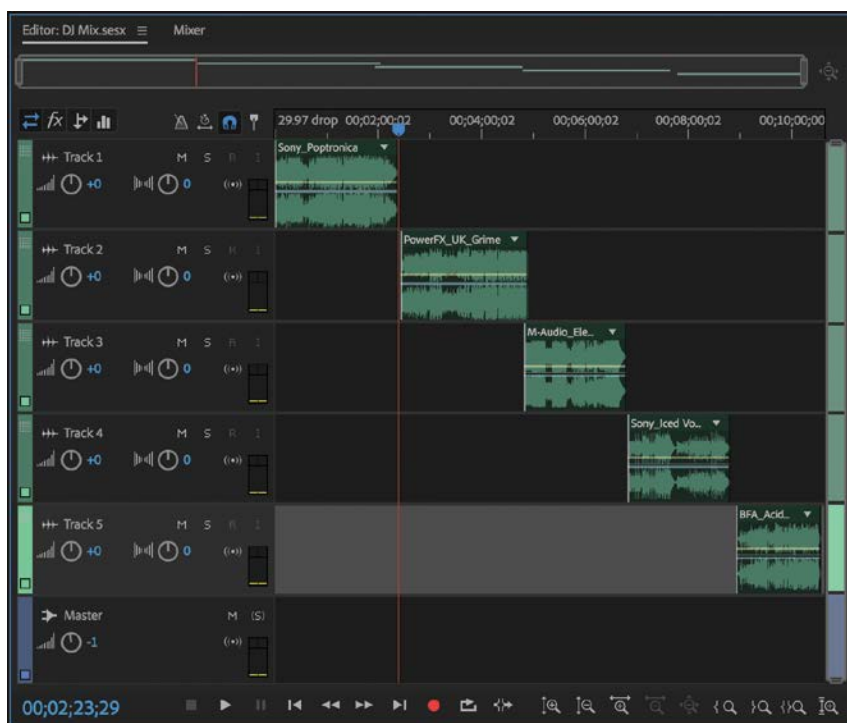 Editor: DJ Mix.sesx Mixer
fx 29.97 drop 00;02;00;02 00;04;00;02 00;06;00;02 00;08;00;02 00;10;00;00
Sony_Poptronica
Track 1 M S R I
+0 0
PowerFX_UK_Grime
Track 2 M S R I
+0 0
M-Audio_Ele...
Track 3 M S R I
+0 0
Sony_Iced Vo...
Track 4 M S R I
+0 0
BFA_Acid...
Track 5 M S R I
+0 0
Master M (S)
-1
00;02;23;29